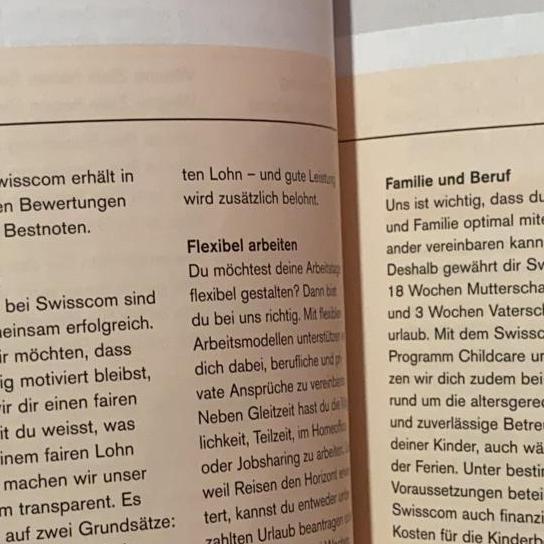 wisscom erhält in
en Bewertungen
Bestnoten.
bei Swisscom sind
einsam erfolgreich.
ir möchten, dass
ig motiviert bleibst,
ir dir einen fairen
it du weisst, was
inem fairen Lohn
machen wir unser
m transparent. Es
auf zwei Grundsätze:
ten Lohn – und gute Leistung
wird zusätzlich belohnt.
Flexibel arbeiten
Du möchtest deine Arbeitstage
flexibel gestalten? Dann bist
du bei uns richtig. Mit flexiblen
Arbeitsmodellen unterstützen
dich dabei, berufliche und pri
vate Ansprüche zu vereinbaren
Neben Gleitzeit hast du die
lichkeit, Teilzeit, im Homeoffice
oder Jobsharing zu arbeiten.
weil Reisen den Horizont
tert, kannst du entweder
zahlten Urlaub beantragen
Familie und Beruf
Uns ist wichtig, dass du
und Familie optimal mite
ander vereinbaren kann
Deshalb gewährt dir Sw
18 Wochen Mutterscha
und 3 Wochen Vatersch
urlaub. Mit dem Swissc
Programm Childcare un
zen wir dich zudem bei
rund um die altersgerec
und zuverlässige Betreu
deiner Kinder, auch wä
der Ferien. Unter bestim
Voraussetzungen betei
Swisscom auch finanzi
Kosten für die Kinderb